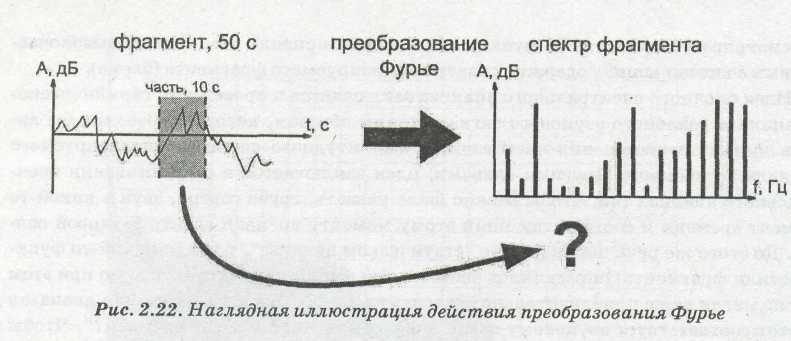 фрагмент, 50 с
преобразование
Фурье
спектр фрагмента
А, дБ
часть, 10 с
t, с
А, дБ
f, Гц
?
Рис. 2.22. Наглядная иллюстрация действия преобразования Фурье